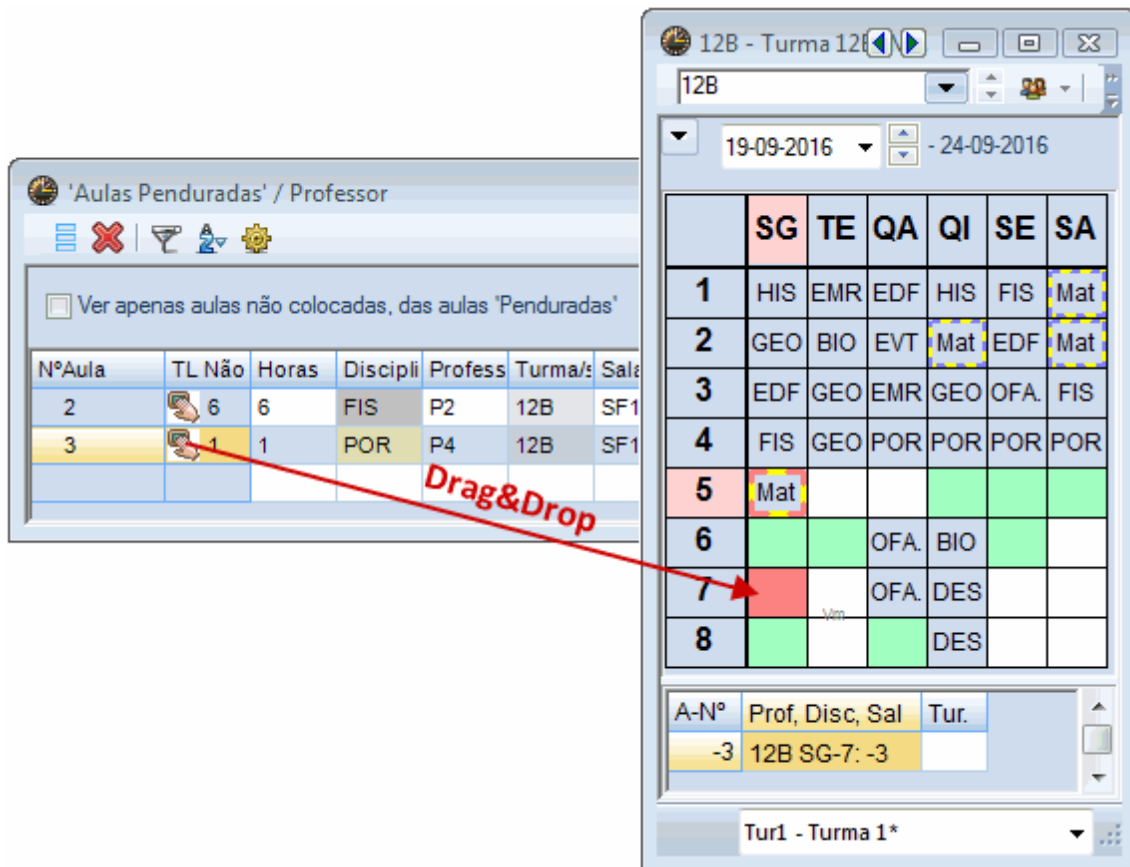 12B - Turma 12B
12B
19-09-2016 - 24-09-2016
'Aulas Penduradas' / Professor
Ver apenas aulas não colocadas, das aulas 'Penduradas'
NºAula TL Não Horas Discipli Profess Turma/s Sala
2 6 6 FIS P2 12B SF1
3 1 1 POR P4 12B SF1
Drag&Drop
SG TE QA QI SE SA
1 HIS EMR EDF HIS FIS Mat
2 GEO BIO EVT Mat EDF Mat
3 EDF GEO EMR GEO OFA. FIS
4 FIS GEO POR POR POR POR
5 Mat
6 OFA. BIO
7 OFA. DES
Vm
8 DES
A-Nº Prof, Disc, Sal Tur.
-3 12B SG-7: -3
Tur1 - Turma 1*